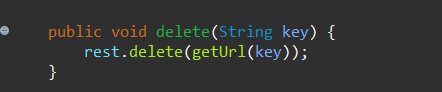 public void delete(String key) {
    rest.delete(getUrl(key));
}